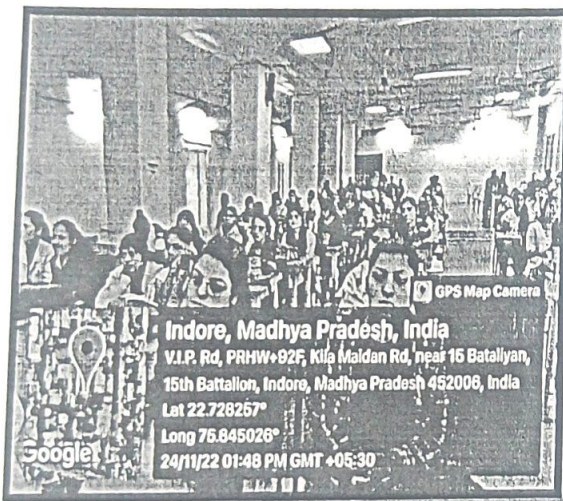 GPS Map Camera
Indore, Madhya Pradesh, India
V.I.P. Rd, PRHW+92F, Kila Maidan Rd, near 15 Bataliyan,
15th Battalion, Indore, Madhya Pradesh 452006, India
Lat 22.728257°
Long 75.845026°
24/11/22 01:48 PM GMT +05:30
Google